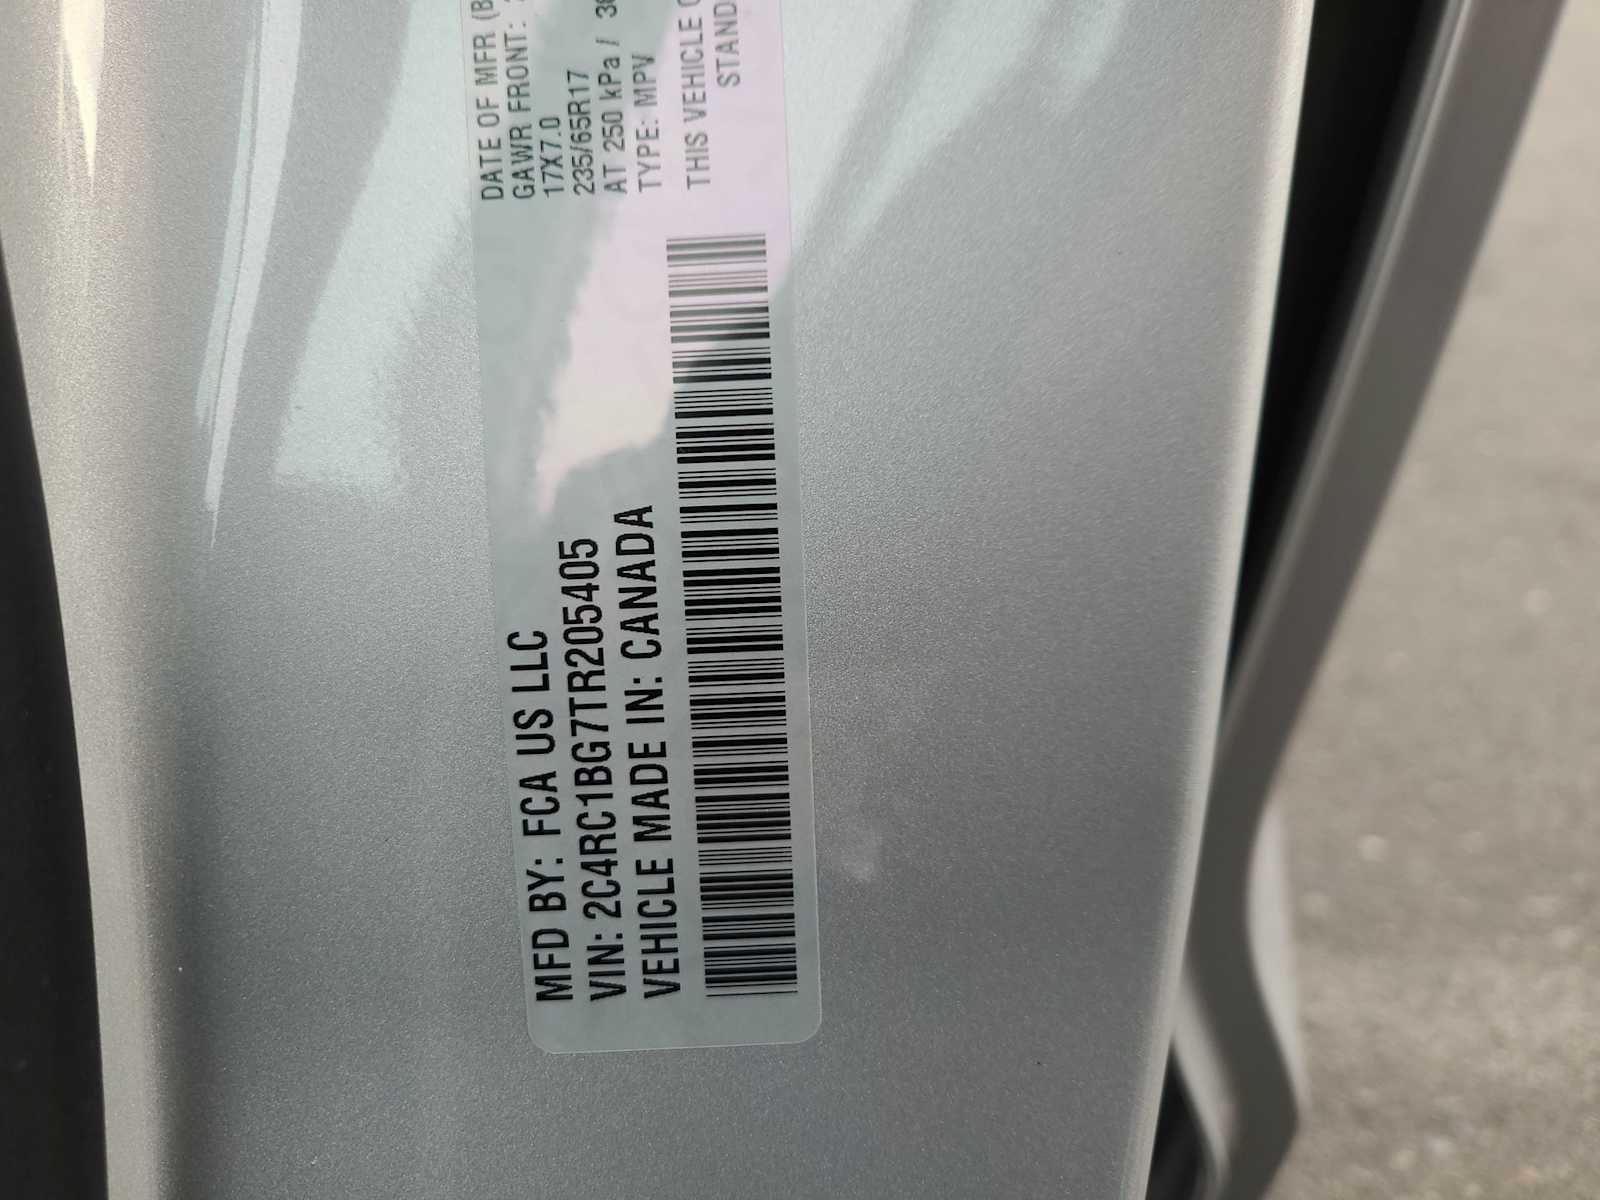 MFD BY: FCA US LLC
VIN: 2C4RC1BG7TR205405
VEHICLE MADE IN: CANADA
DATE OF MFR
GAWR FRONT:
17X7.0
235/65R17
AT 250 kPa /
TYPE: MPV
THIS VEHICLE
STAND